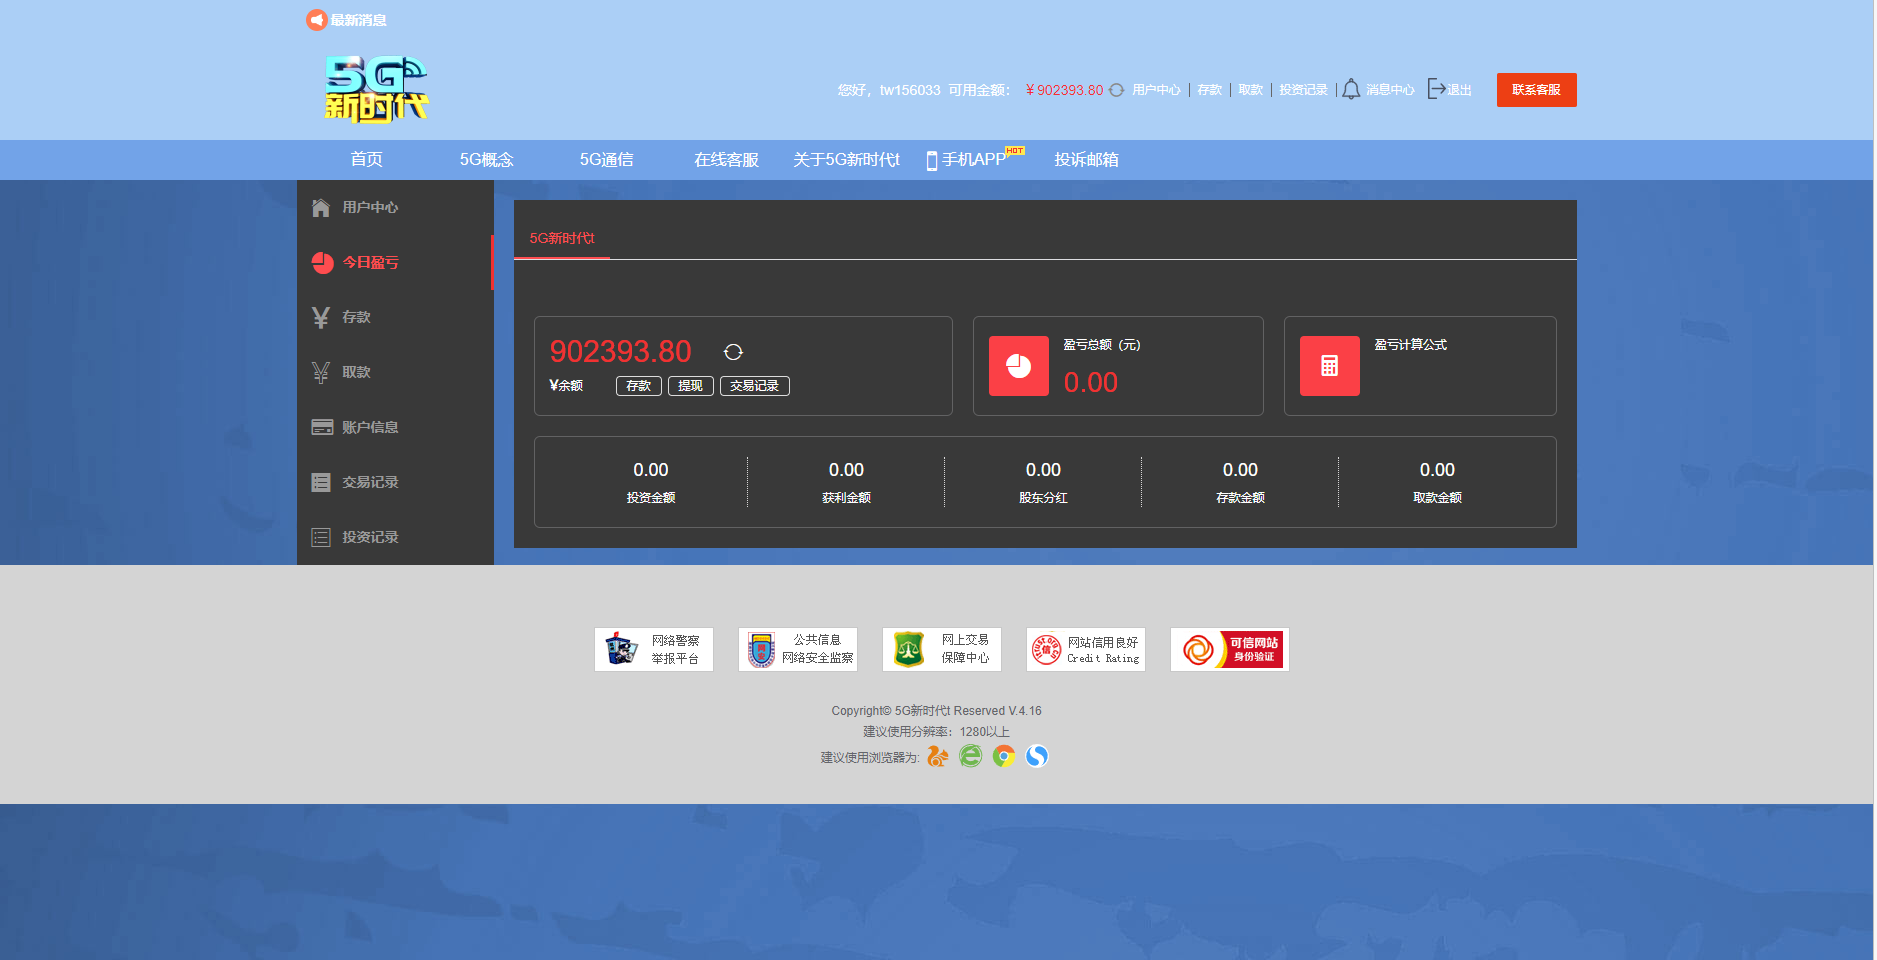 最新消息
5G
新时代
您好，tw156033 可用金额： ¥ 902393.80 用户中心 | 存款 | 取款 | 投资记录 | 消息中心 退出 联系客服
首页 5G概念 5G通信 在线客服 关于5G新时代t 手机APP HOT 投诉邮箱
用户中心
今日盈亏
¥ 存款
¥ 取款
账户信息
交易记录
投资记录
5G新时代t
902393.80
¥余额 存款 提现 交易记录
盈亏总额（元）
0.00
盈亏计算公式
0.00 0.00 0.00 0.00 0.00
投资金额 获利金额 股东分红 存款金额 取款金额
网络警察
举报平台
公共信息
网络安全监察
网上交易
保障中心
网站信用良好
Credit Rating
可信网站
身份验证
Copyright© 5G新时代t Reserved V.4.16
建议使用分辨率：1280以上
建议使用浏览器为: